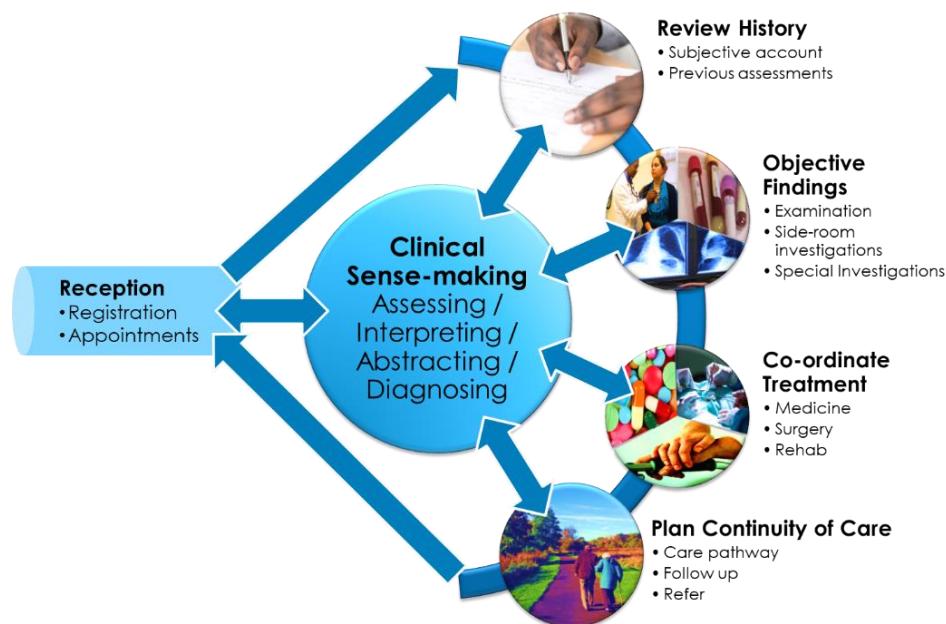 Review History
• Subjective account
• Previous assessments
Objective
Findings
• Examination
• Side-room
investigations
• Special Investigations
Clinical
Sense-making
Assessing /
Interpreting /
Abstracting /
Diagnosing
Reception
• Registration
• Appointments
Co-ordinate
Treatment
• Medicine
• Surgery
• Rehab
Plan Continuity of Care
• Care pathway
• Follow up
• Refer